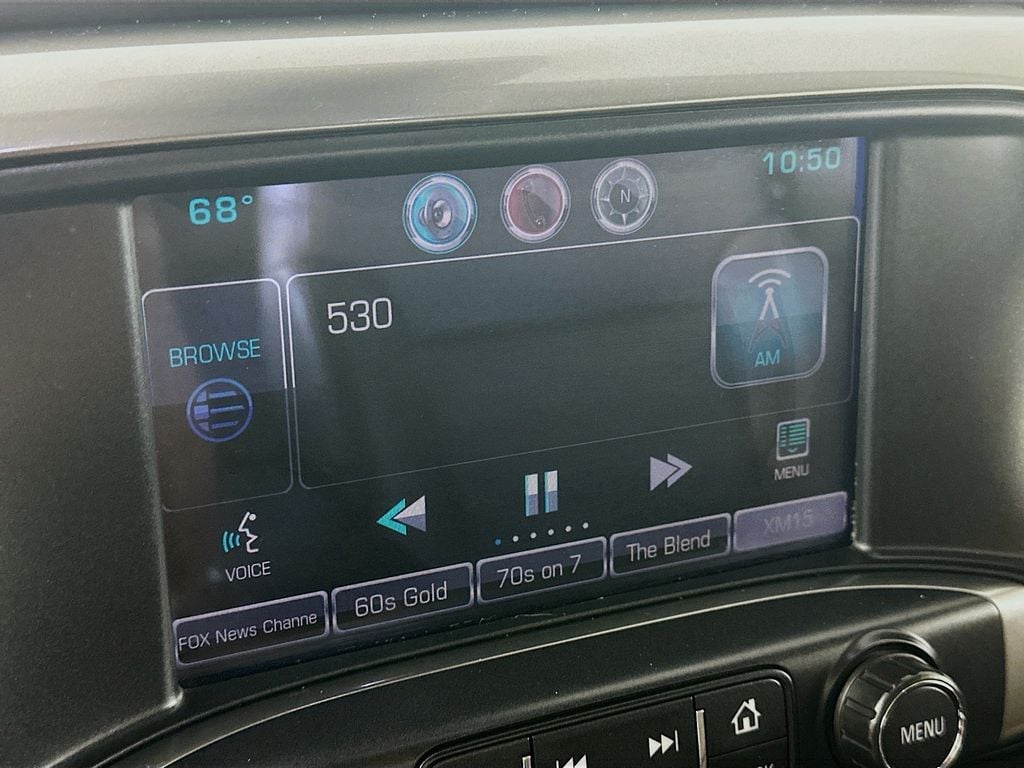 68°
N
10:50
530
AM
BROWSE
MENU
VOICE
FOX News Channe
60s Gold
70s on 7
The Blend
XM15
MENU